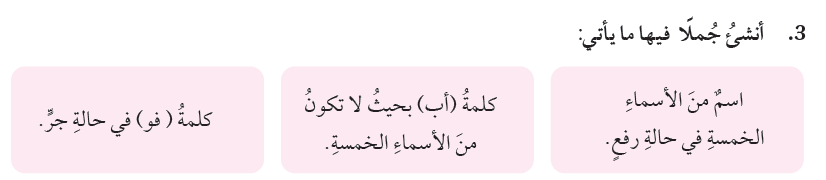 3. أنشئُ جُملًا فيها ما يأتي:
اسمٌ منَ الأسماءِ
الخمسةِ في حالةِ رفعٍ.
كلمةُ (أب) بحيثُ لا تكونُ
منَ الأسماءِ الخمسةِ.
كلمةُ ( فو) في حالةِ جرٍّ.